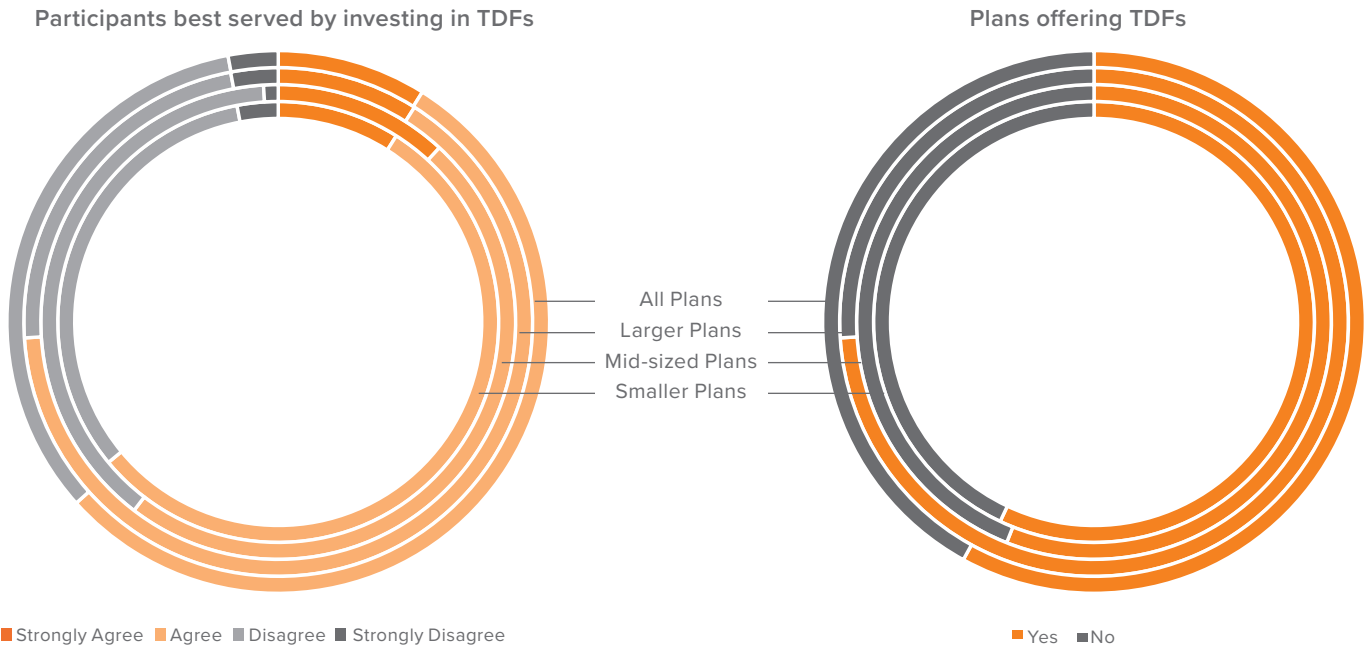 Participants best served by investing in TDFs
Plans offering TDFs
All Plans
Larger Plans
Mid-sized Plans
Smaller Plans
Strongly Agree Agree Disagree Strongly Disagree
Yes No